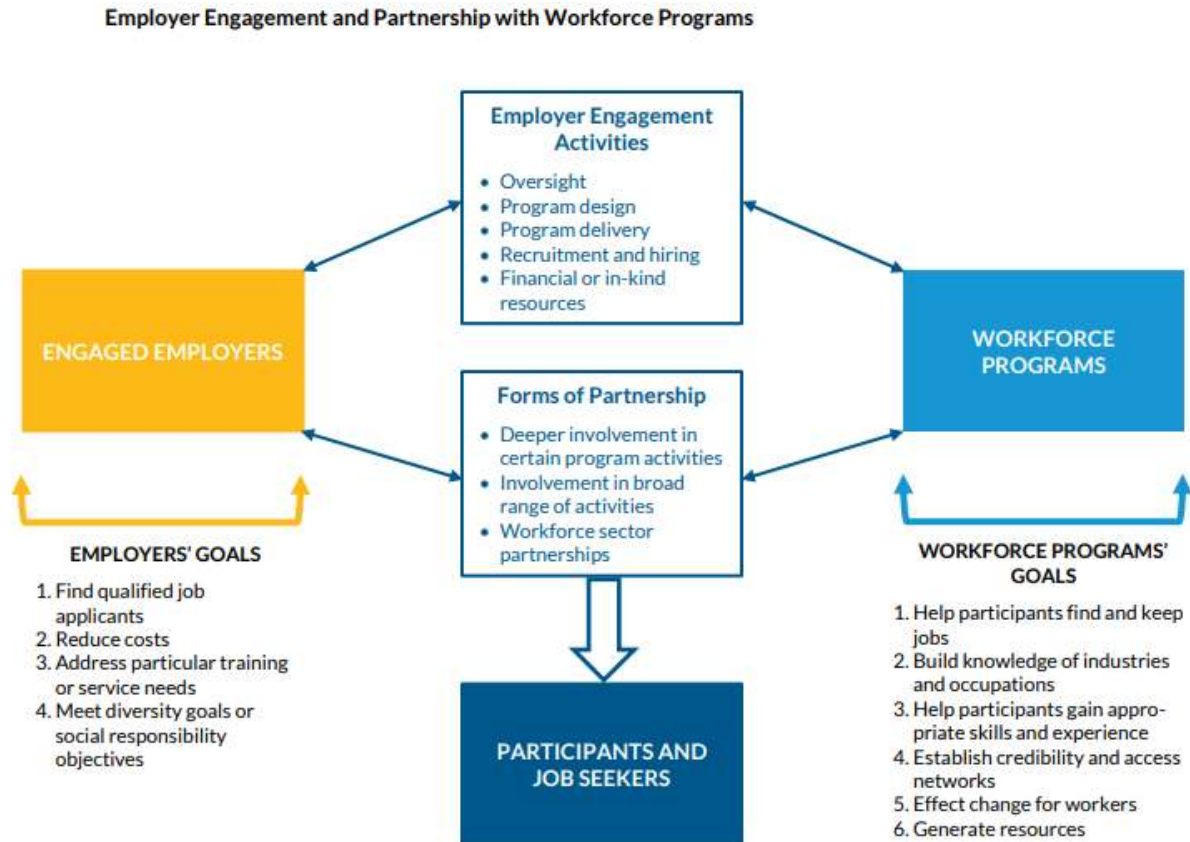 Employer Engagement and Partnership with Workforce Programs
Employer Engagement
Activities
• Oversight
• Program design
• Program delivery
• Recruitment and hiring
• Financial or in-kind
resources
ENGAGED EMPLOYERS
WORKFORCE
PROGRAMS
Forms of Partnership
• Deeper involvement in
certain program activities
• Involvement in broad
range of activities
• Workforce sector
partnerships
EMPLOYERS’ GOALS
1. Find qualified job
applicants
2. Reduce costs
3. Address particular training
or service needs
4. Meet diversity goals or
social responsibility
objectives
WORKFORCE PROGRAMS’
GOALS
1. Help participants find and keep
jobs
2. Build knowledge of industries
and occupations
3. Help participants gain appro-
priate skills and experience
4. Establish credibility and access
networks
5. Effect change for workers
6. Generate resources
PARTICIPANTS AND
JOB SEEKERS